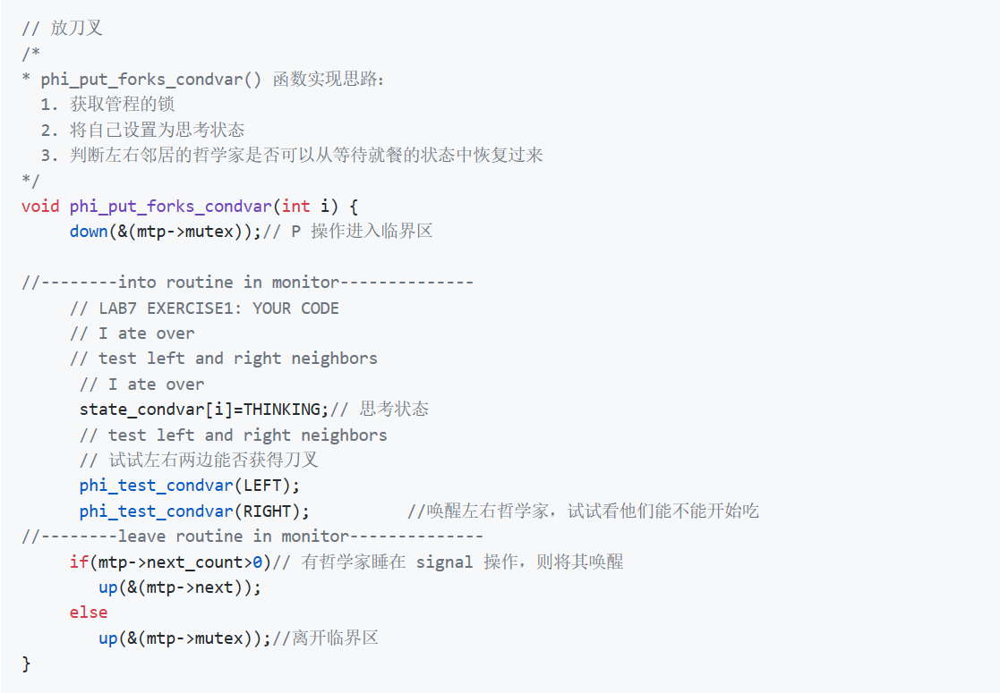 // 放刀叉
/*
* phi_put_forks_condvar() 函数实现思路:
  1. 获取管程的锁
  2. 将自己设置为思考状态
  3. 判断左右邻居的哲学家是否可以从等待就餐的状态中恢复过来
*/
void phi_put_forks_condvar(int i) {
     down(&(mtp->mutex));// P 操作进入临界区

//--------into routine in monitor--------------
     // LAB7 EXERCISE1: YOUR CODE
     // I ate over
     // test left and right neighbors
      // I ate over
      state_condvar[i]=THINKING;// 思考状态
      // test left and right neighbors
      // 试试左右两边能否获得刀叉
      phi_test_condvar(LEFT);
      phi_test_condvar(RIGHT);          //唤醒左右哲学家，试试看他们能不能开始吃
//--------leave routine in monitor--------------
     if(mtp->next_count>0)// 有哲学家睡在 signal 操作，则将其唤醒
        up(&(mtp->next));
     else
        up(&(mtp->mutex));//离开临界区
}